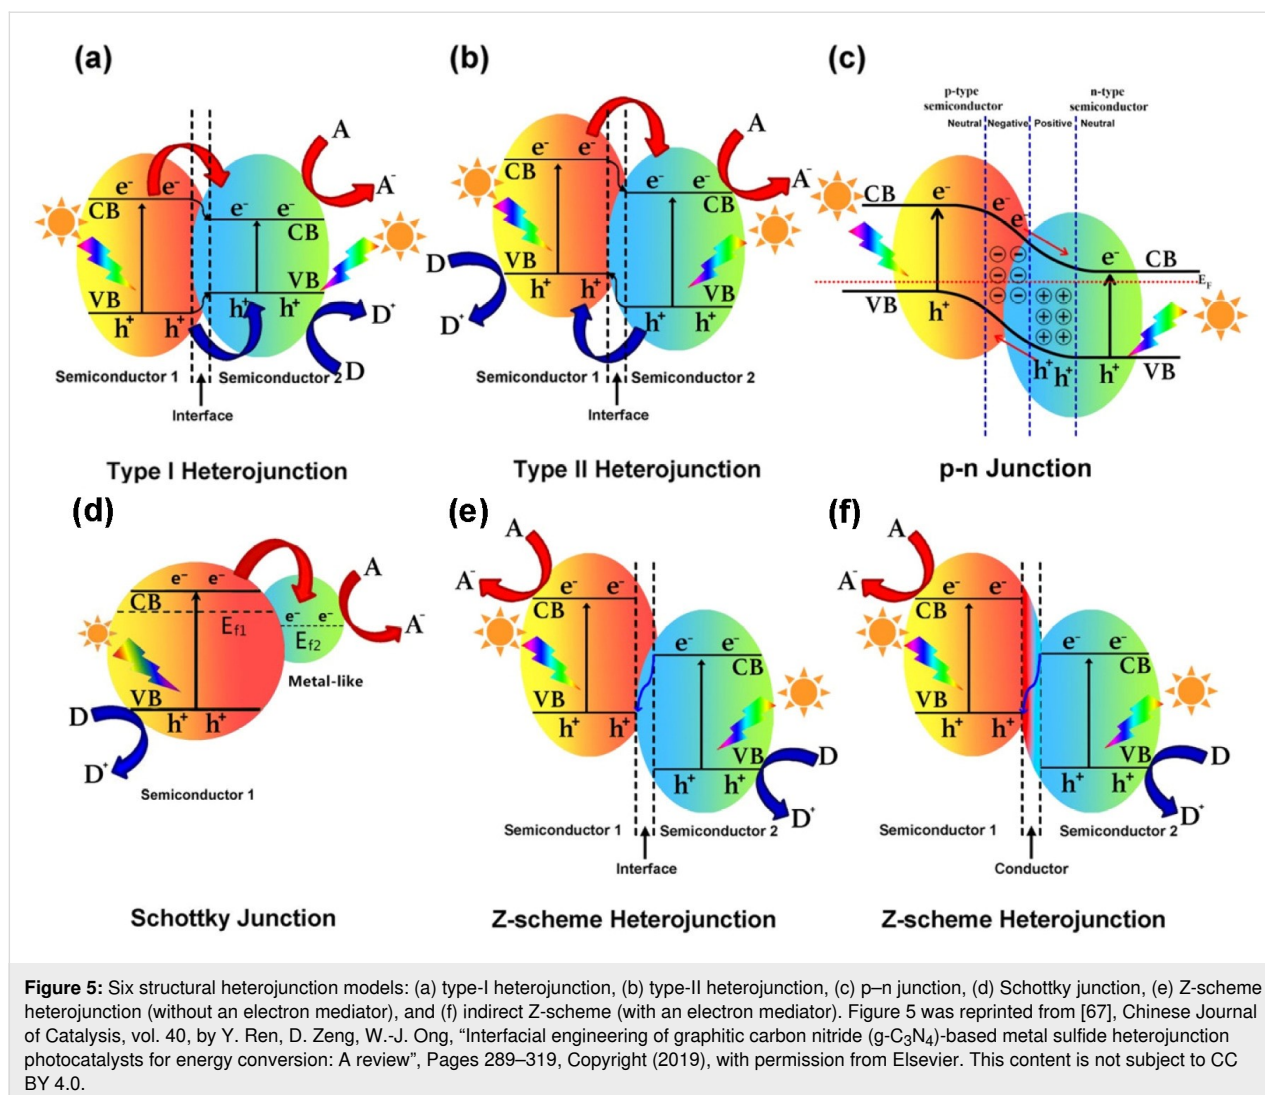 (a)
A
e⁻ e⁻
A⁻
CB
e⁻ e⁻
CB
VB
VB
h⁺ h⁺
h⁺ h⁺
D⁺
D
Semiconductor 1
Semiconductor 2
Interface
Type I Heterojunction
(b)
A
e⁻ e⁻
CB
e⁻ e⁻
A⁻
CB
D
VB
h⁺ h⁺
VB
D⁺
h⁺ h⁺
Semiconductor 1
Semiconductor 2
Interface
Type II Heterojunction
(c)
p-type
semiconductor
n-type
semiconductor
Neutral Negative Positive Neutral
CB
e⁻
e⁻
e⁻
e⁻
CB
− −
− −
− −
E_F
VB
h⁺
+ +
+ +
+ +
h⁺ h⁺
h⁺
VB
p-n Junction
(d)
e⁻ e⁻
A
CB
E_f1
e⁻ e⁻
E_f2
A⁻
Metal-like
VB
D
h⁺ h⁺
D⁺
Semiconductor 1
Schottky Junction
(e)
A
A⁻
e⁻ e⁻
CB
e⁻ e⁻
CB
VB
h⁺ h⁺
VB
D
h⁺ h⁺
D⁺
Semiconductor 1
Semiconductor 2
Interface
Z-scheme Heterojunction
(f)
A
A⁻
e⁻ e⁻
CB
e⁻ e⁻
CB
VB
h⁺ h⁺
VB
D
h⁺ h⁺
D⁺
Semiconductor 1
Semiconductor 2
Conductor
Z-scheme Heterojunction
Figure 5: Six structural heterojunction models: (a) type-I heterojunction, (b) type-II heterojunction, (c) p–n junction, (d) Schottky junction, (e) Z-scheme
heterojunction (without an electron mediator), and (f) indirect Z-scheme (with an electron mediator). Figure 5 was reprinted from [67], Chinese Journal
of Catalysis, vol. 40, by Y. Ren, D. Zeng, W.-J. Ong, “Interfacial engineering of graphitic carbon nitride (g-C₃N₄)-based metal sulfide heterojunction
photocatalysts for energy conversion: A review”, Pages 289–319, Copyright (2019), with permission from Elsevier. This content is not subject to CC
BY 4.0.